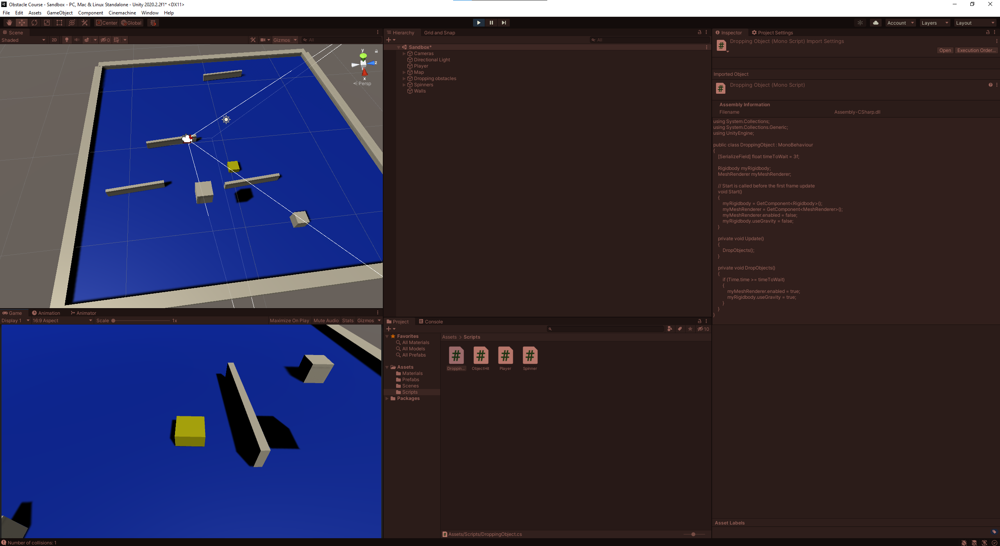 Obstacle Course - Sandbox - PC, Mac & Linux Standalone - Unity 2020.2.2f1* <DX11>
File Edit Assets GameObject Component Cinemachine Window Help
Center Global
Account Layers Layout
Scene
Shaded 2D 0 Gizmos All
y
z
x
Persp
Hierarchy Grid and Snap
All
Sandbox*
Cameras
Directional Light
Player
Map
Dropping obstacles
Spinners
Walls
Inspector Project Settings
Dropping Object (Mono Script) Import Settings
Open Execution Order...
Imported Object
Dropping Object (Mono Script)
Assembly Information
Filename Assembly-CSharp.dll
using System.Collections;
using System.Collections.Generic;
using UnityEngine;
public class DroppingObject : MonoBehaviour
{
[SerializeField] float timeToWait = 3f;
Rigidbody myRigidbody;
MeshRenderer myMeshRenderer;
// Start is called before the first frame update
void Start()
{
myRigidbody = GetComponent<Rigidbody>();
myMeshRenderer = GetComponent<MeshRenderer>();
myMeshRenderer.enabled = false;
myRigidbody.useGravity = false;
}
private void Update()
{
DropObjects();
}
private void DropObjects()
{
if (Time.time >= timeToWait)
{
myMeshRenderer.enabled = true;
myRigidbody.useGravity = true;
}
}
}
Asset Labels
Game Animation Animator
Display 1 16:9 Aspect Scale 1x Maximize On Play Mute Audio Stats Gizmos
Project Console
10
Favorites
All Materials
All Models
All Prefabs
Assets
Materials
Prefabs
Scenes
Scripts
Packages
Assets > Scripts
# # # #
Droppin... ObjectHit Player Spinner
Assets/Scripts/DroppingObject.cs
Number of collisions: 1